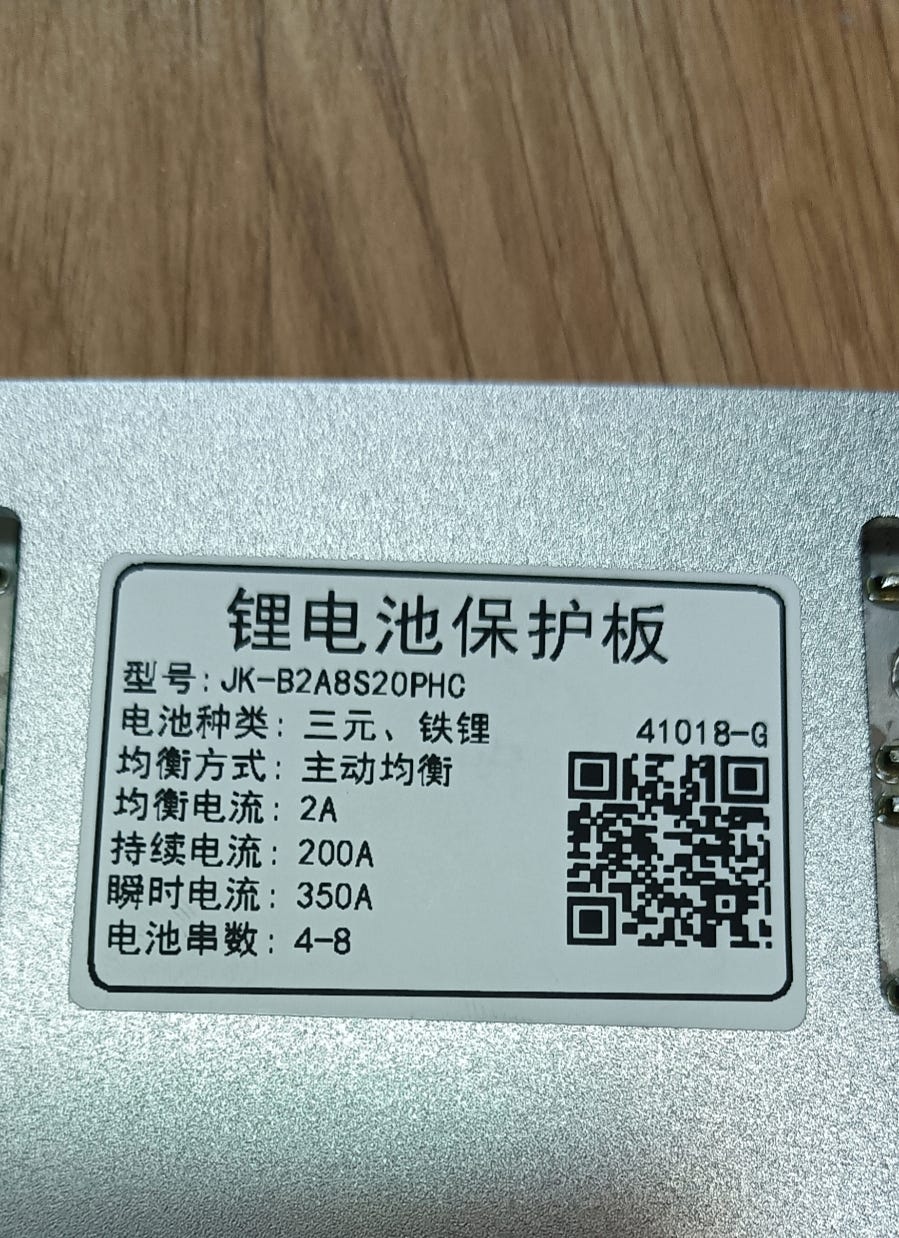 锂电池保护板
型号: JK-B2A8S20PHC
电池种类: 三元、铁锂
41018-G
均衡方式: 主动均衡
均衡电流: 2A
持续电流: 200A
瞬时电流: 350A
电池串数: 4-8